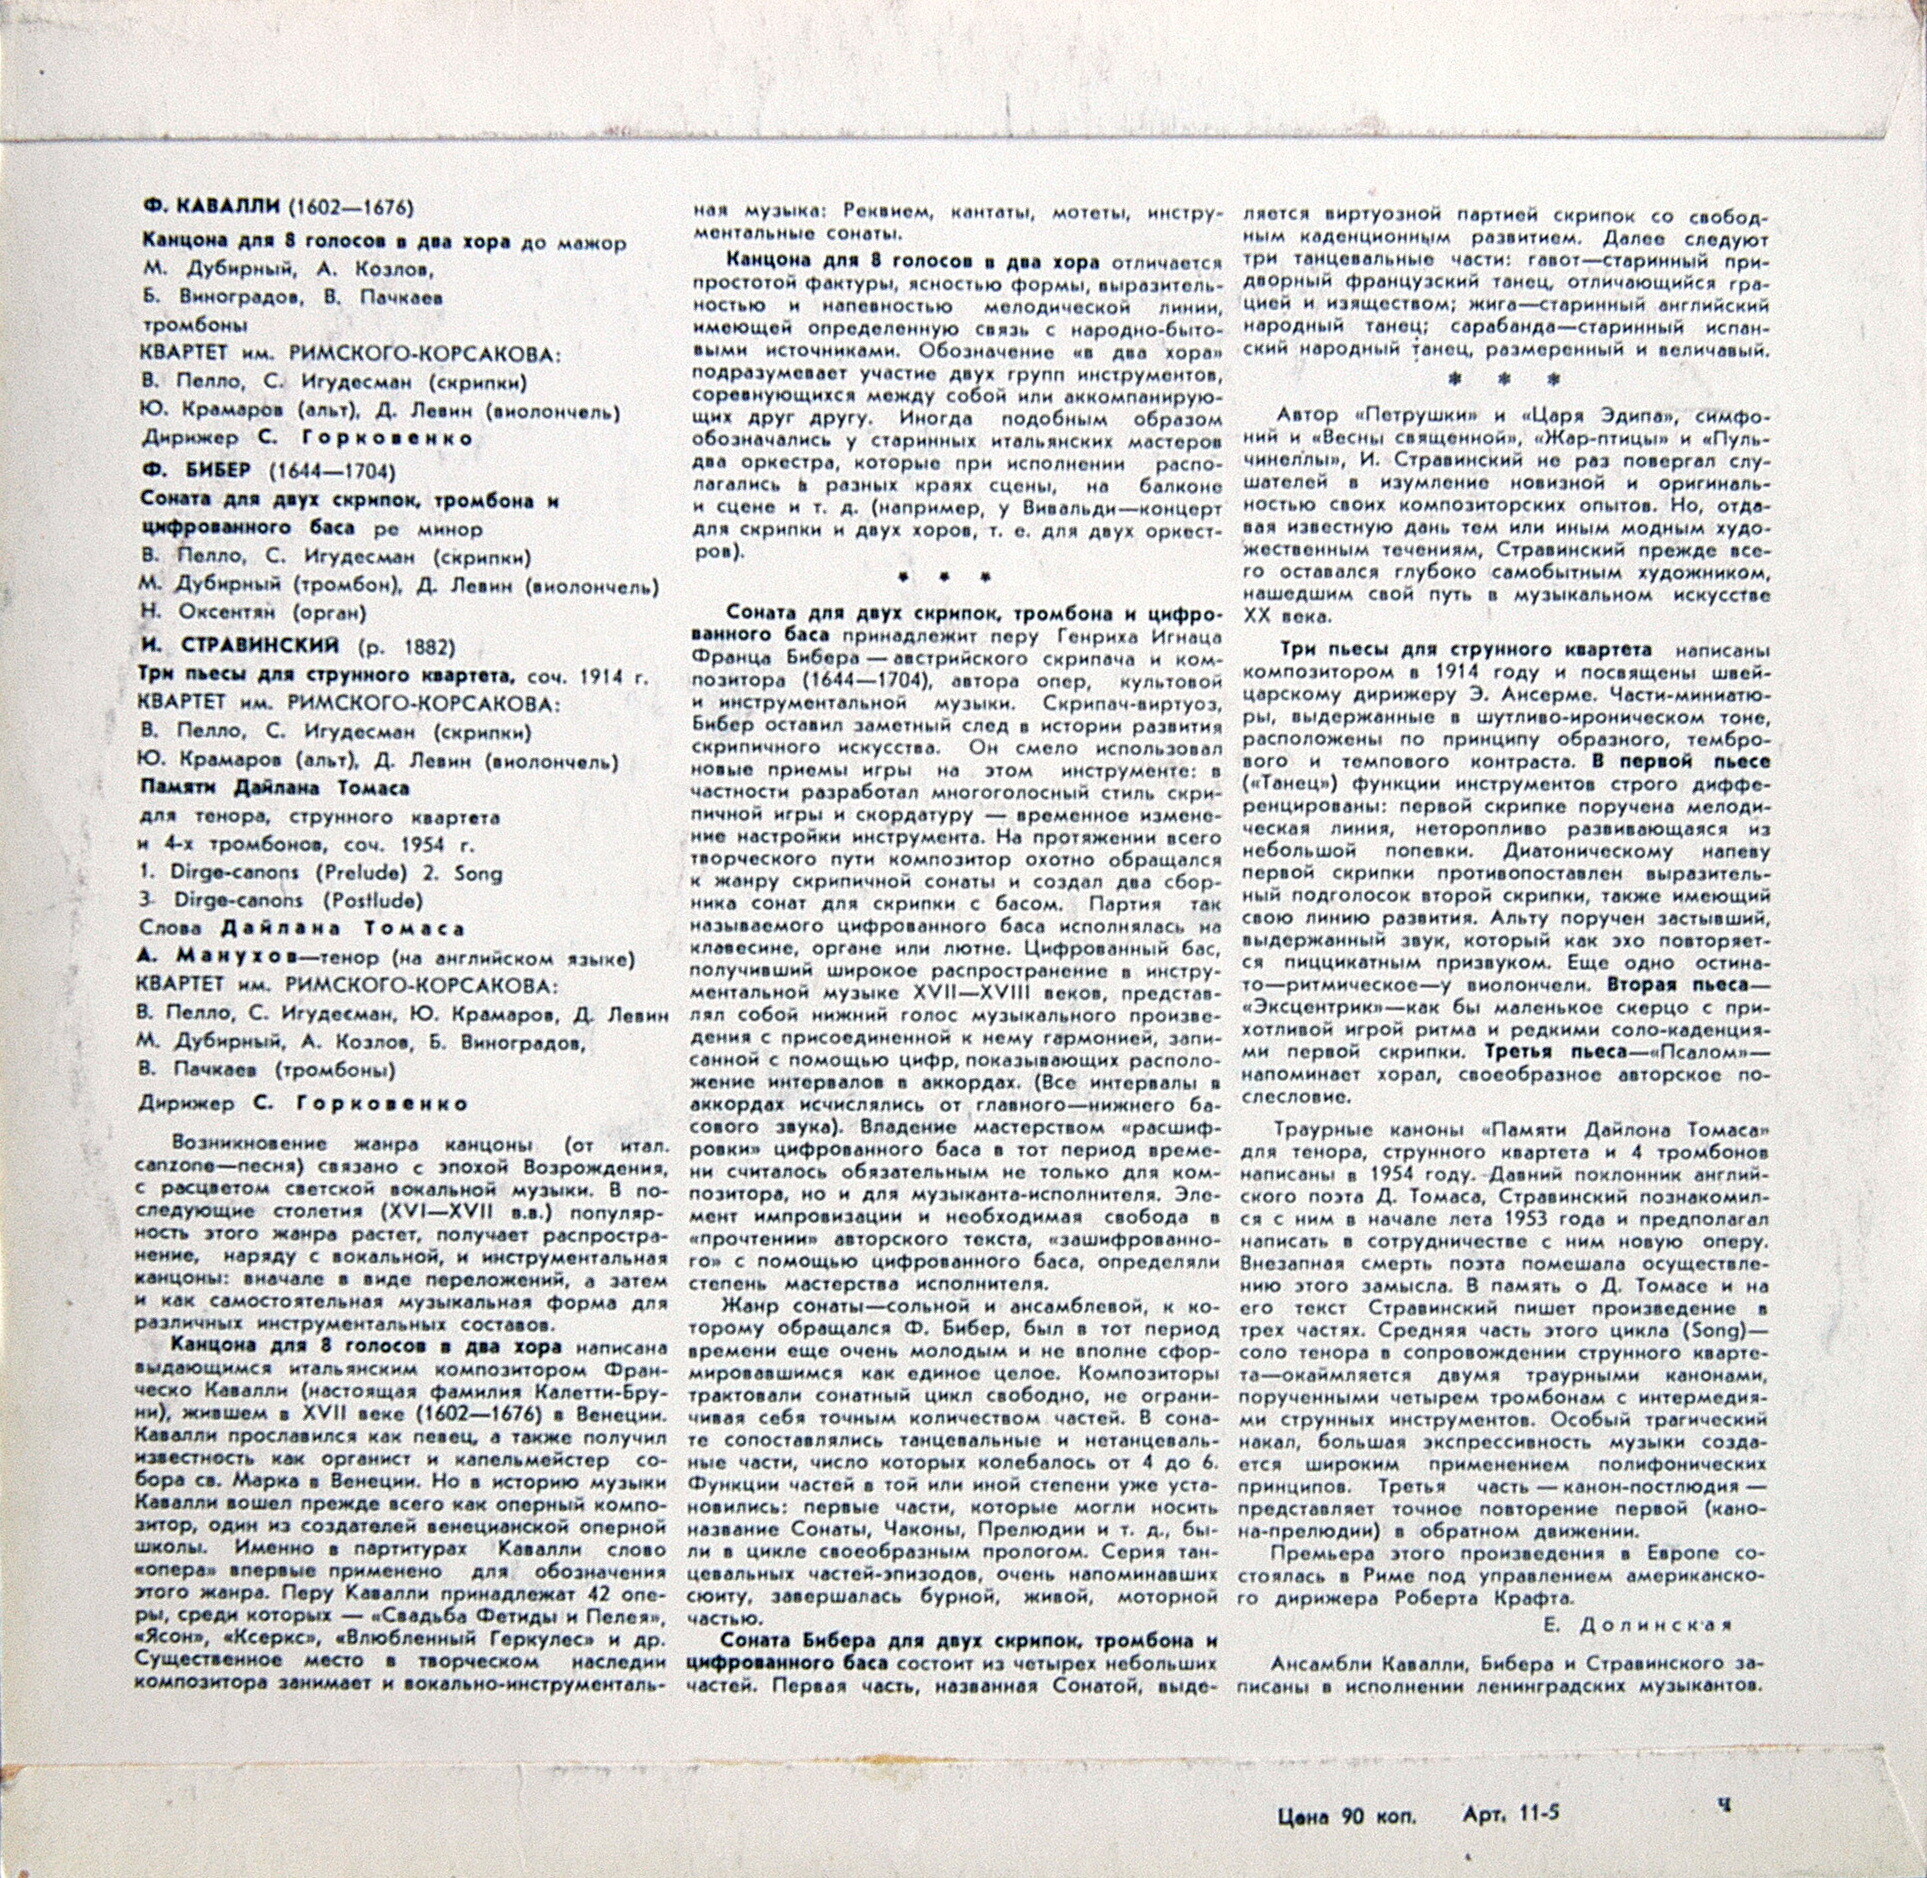 Ф. КАВАЛЛИ (1602—1676)
Канцона для 8 голосов в два хора до мажор
М. Дубирный, А. Козлов,
Б. Виноградов, В. Пачкаев
тромбоны
КВАРТЕТ им. РИМСКОГО-КОРСАКОВА:
В. Пелло, С. Игудесман (скрипки)
Ю. Крамаров (альт), Д. Левин (виолончель)
Дирижер С. Горковенко
Ф. БИБЕР (1644—1704)
Соната для двух скрипок, тромбона и
цифрованного баса ре минор
В. Пелло, С. Игудесман (скрипки)
М. Дубирный (тромбон), Д. Левин (виолончель)
Н. Оксентян (орган)
И. СТРАВИНСКИЙ (р. 1882)
Три пьесы для струнного квартета, соч. 1914 г.
КВАРТЕТ им. РИМСКОГО-КОРСАКОВА:
В. Пелло, С. Игудесман (скрипки)
Ю. Крамаров (альт), Д. Левин (виолончель)
Памяти Дайлана Томаса
для тенора, струнного квартета
и 4-х тромбонов, соч. 1954 г.
1. Dirge-canons (Prelude) 2. Song
3. Dirge-canons (Postlude)
Слова Дайлана Томаса
А. Манухов—тенор (на английском языке)
КВАРТЕТ им. РИМСКОГО-КОРСАКОВА:
В. Пелло, С. Игудесман, Ю. Крамаров, Д. Левин
М. Дубирный, А. Козлов, Б. Виноградов,
В. Пачкаев (тромбоны)
Дирижер С. Горковенко
Возникновение жанра канцоны (от итал.
canzone—песня) связано с эпохой Возрождения,
с расцветом светской вокальной музыки. В по-
следующие столетия (XVI—XVII в.в.) популяр-
ность этого жанра растет, получает распростра-
нение, наряду с вокальной, и инструментальная
канцоны: вначале в виде переложений, а затем
и как самостоятельная музыкальная форма для
различных инструментальных составов.
Канцона для 8 голосов в два хора написана
выдающимся итальянским композитором Фран-
ческо Кавалли (настоящая фамилия Калетти-Бру-
ни), жившем в XVII веке (1602—1676) в Венеции.
Кавалли прославился как певец, а также получил
известность как органист и капельмейстер со-
бора св. Марка в Венеции. Но в историю музыки
Кавалли вошел прежде всего как оперный компо-
зитор, один из создателей венецианской оперной
школы. Именно в партитурах Кавалли слово
«опера» впервые применено для обозначения
этого жанра. Перу Кавалли принадлежат 42 опе-
ры, среди которых — «Свадьба Фетиды и Пелея»,
«Ясон», «Ксеркс», «Влюбленный Геркулес» и др.
Существенное место в творческом наследии
композитора занимает и вокально-инструменталь-
ная музыка: Реквием, кантаты, мотеты, инстру-
ментальные сонаты.
Канцона для 8 голосов в два хора отличается
простотой фактуры, ясностью формы, выразитель-
ностью и напевностью мелодической линии,
имеющей определенную связь с народно-быто-
выми источниками. Обозначение «в два хора»
подразумевает участие двух групп инструментов,
соревнующихся между собой или аккомпанирую-
щих друг другу. Иногда подобным образом
обозначались у старинных итальянских мастеров
два оркестра, которые при исполнении распо-
лагались в разных краях сцены, на балконе
и сцене и т. д. (например, у Вивальди—концерт
для скрипки и двух хоров, т. е. для двух оркест-
ров).
* * *
Соната для двух скрипок, тромбона и цифро-
ванного баса принадлежит перу Генриха Игнаца
Франца Бибера — австрийского скрипача и ком-
позитора (1644—1704), автора опер, культовой
и инструментальной музыки. Скрипач-виртуоз,
Бибер оставил заметный след в истории развития
скрипичного искусства. Он смело использовал
новые приемы игры на этом инструменте: в
частности разработал многоголосный стиль скри-
пичной игры и скордатуру — временное измене-
ние настройки инструмента. На протяжении всего
творческого пути композитор охотно обращался
к жанру скрипичной сонаты и создал два сбор-
ника сонат для скрипки с басом. Партия так
называемого цифрованного баса исполнялась на
клавесине, органе или лютне. Цифрованный бас,
получивший широкое распространение в инстру-
ментальной музыке XVII—XVIII веков, представ-
лял собой нижний голос музыкального произве-
дения с присоединенной к нему гармонией, запи-
санной с помощью цифр, показывающих располо-
жение интервалов в аккордах. (Все интервалы в
аккордах исчислялись от главного—нижнего ба-
сового звука). Владение мастерством «расшиф-
ровки» цифрованного баса в тот период време-
ни считалось обязательным не только для ком-
позитора, но и для музыканта-исполнителя. Эле-
мент импровизации и необходимая свобода в
«прочтении» авторского текста, «зашифрованно-
го» с помощью цифрованного баса, определяли
степень мастерства исполнителя.
Жанр сонаты—сольной и ансамблевой, к ко-
торому обращался Ф. Бибер, был в тот период
времени еще очень молодым и не вполне сфор-
мировавшимся как единое целое. Композиторы
трактовали сонатный цикл свободно, не ограни-
чивая себя точным количеством частей. В сона-
те сопоставлялись танцевальные и нетанцеваль-
ные части, число которых колебалось от 4 до 6.
Функции частей в той или иной степени уже уста-
новились: первые части, которые могли носить
название Сонаты, Чаконы, Прелюдии и т. д., бы-
ли в цикле своеобразным прологом. Серия тан-
цевальных частей-эпизодов, очень напоминавших
сюиту, завершалась бурной, живой, моторной
частью.
Соната Бибера для двух скрипок, тромбона и
цифрованного баса состоит из четырех небольших
частей. Первая часть, названная Сонатой, выде-
ляется виртуозной партией скрипок со свобод-
ным каденционным развитием. Далее следуют
три танцевальные части: гавот—старинный при-
дворный французский танец, отличающийся гра-
цией и изяществом; жига—старинный английский
народный танец; сарабанда—старинный испан-
ский народный танец, размеренный и величавый.
* * *
Автор «Петрушки» и «Царя Эдипа», симфо-
ний и «Весны священной», «Жар-птицы» и «Пуль-
чинеллы», И. Стравинский не раз повергал слу-
шателей в изумление новизной и оригиналь-
ностью своих композиторских опытов. Но, отда-
вая известную дань тем или иным модным худо-
жественным течениям, Стравинский прежде все-
го оставался глубоко самобытным художником,
нашедшим свой путь в музыкальном искусстве
XX века.
Три пьесы для струнного квартета написаны
композитором в 1914 году и посвящены швей-
царскому дирижеру Э. Ансерме. Части-миниатю-
ры, выдержанные в шутливо-ироническом тоне,
расположены по принципу образного, тембро-
вого и темпового контраста. В первой пьесе
(«Танец») функции инструментов строго диффе-
ренцированы: первой скрипке поручена мелоди-
ческая линия, неторопливо развивающаяся из
небольшой попевки. Диатоническому напеву
первой скрипки противопоставлен выразитель-
ный подголосок второй скрипки, также имеющий
свою линию развития. Альту поручен застывший,
выдержанный звук, который как эхо повторяет-
ся пиццикатным призвуком. Еще одно остина-
то—ритмическое—у виолончели. Вторая пьеса—
«Эксцентрик»—как бы маленькое скерцо с при-
хотливой игрой ритма и редкими соло-каденция-
ми первой скрипки. Третья пьеса—«Псалом»—
напоминает хорал, своеобразное авторское по-
слесловие.
Траурные каноны «Памяти Дайлона Томаса»
для тенора, струнного квартета и 4 тромбонов
написаны в 1954 году. Давний поклонник англий-
ского поэта Д. Томаса, Стравинский познакомил-
ся с ним в начале лета 1953 года и предполагал
написать в сотрудничестве с ним новую оперу.
Внезапная смерть поэта помешала осуществле-
нию этого замысла. В память о Д. Томасе и на
его текст Стравинский пишет произведение в
трех частях. Средняя часть этого цикла (Song)—
соло тенора в сопровождении струнного кварте-
та—окаймляется двумя траурными канонами,
порученными четырем тромбонам с интермедия-
ми струнных инструментов. Особый трагический
накал, большая экспрессивность музыки созда-
ется широким применением полифонических
принципов. Третья часть — канон-постлюдия —
представляет точное повторение первой (кано-
на-прелюдии) в обратном движении.
Премьера этого произведения в Европе со-
стоялась в Риме под управлением американско-
го дирижера Роберта Крафта.
Е. Долинская
Ансамбли Кавалли, Бибера и Стравинского за-
писаны в исполнении ленинградских музыкантов.
Цена 90 коп. Арт. 11-5 Ч